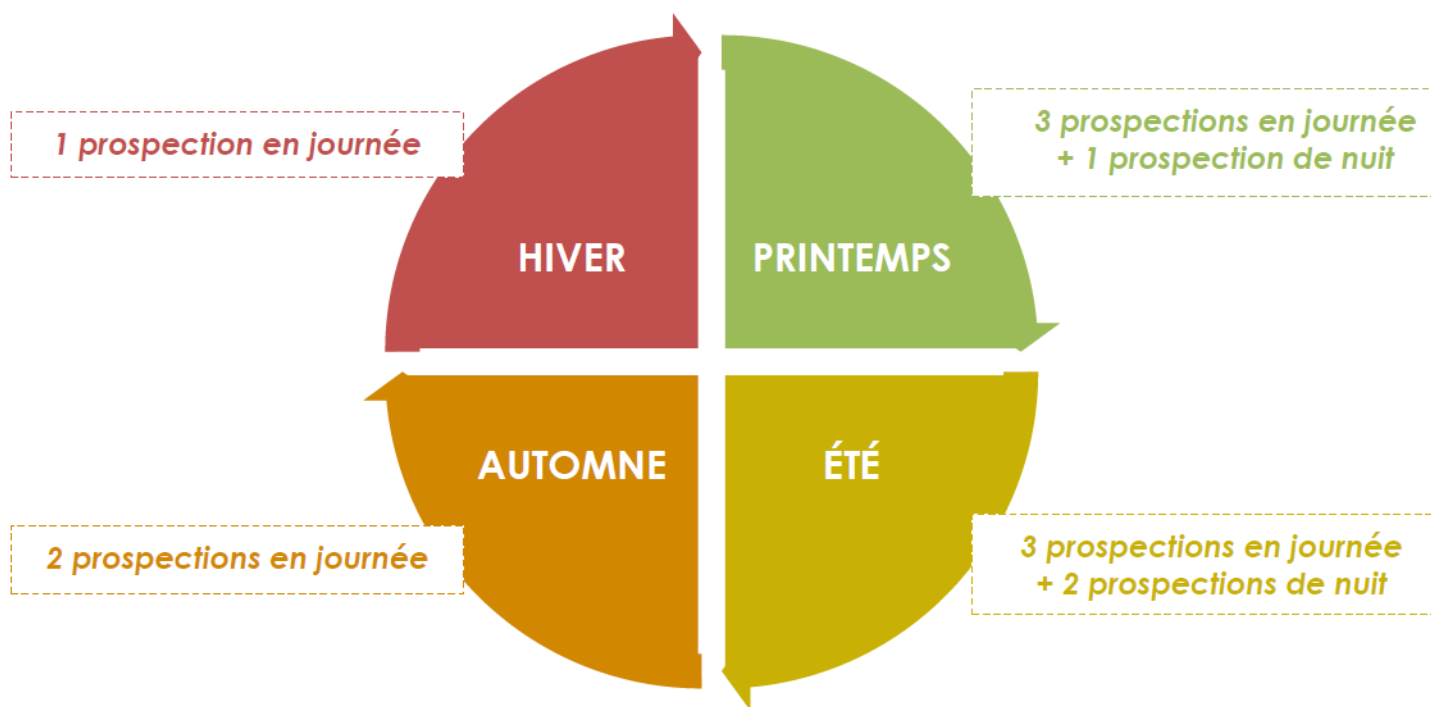 1 prospection en journée
3 prospections en journée
+ 1 prospection de nuit
HIVER
PRINTEMPS
AUTOMNE
ÉTÉ
2 prospections en journée
3 prospections en journée
+ 2 prospections de nuit